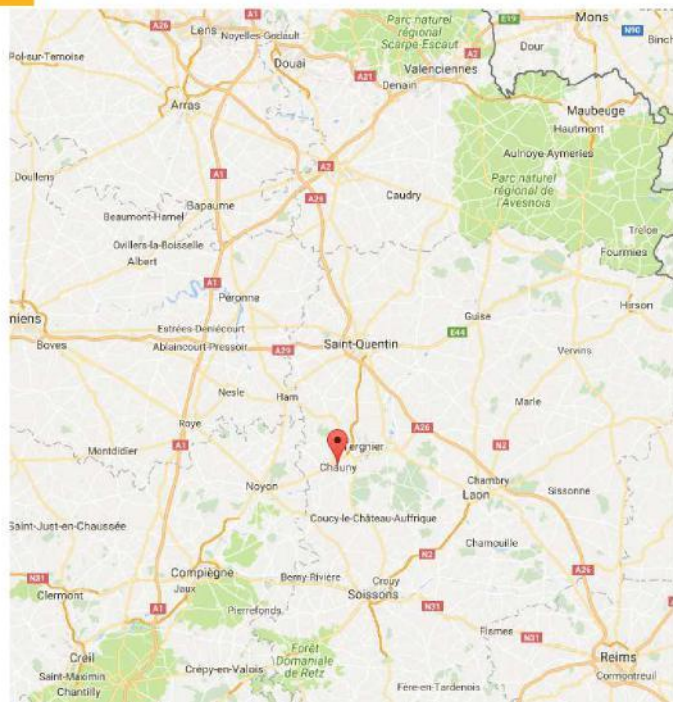 A1
E19
Mons
A26
Lens
Noyelles-Godault
Parc naturel
régional
Scarpe-Escaut
N90
Dour
Binch
Pol-sur-Ternoise
Douai
A2
Valenciennes
A21
Denain
Arras
Maubeuge
Hautmont
Aulnoye-Aymeries
Doullens
A1
A2
Parc naturel
régional de
l'Avesnois
A26
Caudry
Bapaume
Beaumont-Hamel
Ovillers-la-Boisselle
Albert
Trélon
Fourmies
A1
Péronne
Hirson
miens
Guise
Estrées-Deniécourt
E44
Boves
Ablaincourt-Pressoir
A29
Saint-Quentin
Vervins
Nesle
Ham
Marle
Roye
A26
Montdidier
A1
Tergnier
N2
Chauny
Chambry
Noyon
Laon
Sissonne
Saint-Just-en-Chaussée
Coucy-le-Château-Auffrique
Chamouille
N2
Compiègne
Berny-Rivière
Crouy
A26
N31
Clermont
Jaux
Soissons
A1
Pierrefonds
N31
Fismes
Creil
Forêt
Domaniale
de Retz
Reims
Saint-Maximin
Crépy-en-Valois
Cormontreuil
Chantilly
Fère-en-Tardenois